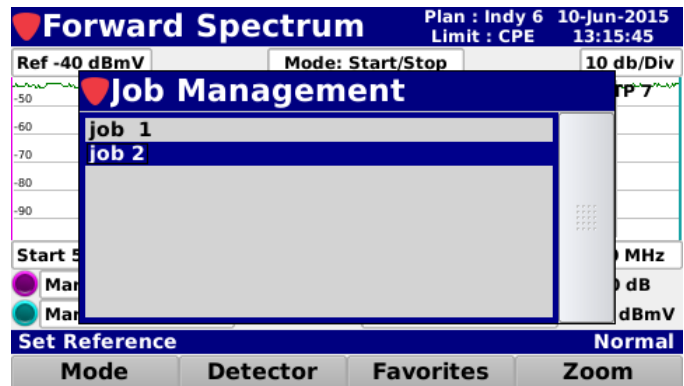 Forward Spectrum
Plan : Indy 6 10-Jun-2015
Limit : CPE 13:15:45
Ref -40 dBmV Mode: Start/Stop 10 db/Div
Job Management
TP 7
-50
-60
-70
-80
-90
job 1
job 2
Start 5
MHz
Mar
dB
Mar
dBmV
Set Reference Normal
Mode Detector Favorites Zoom